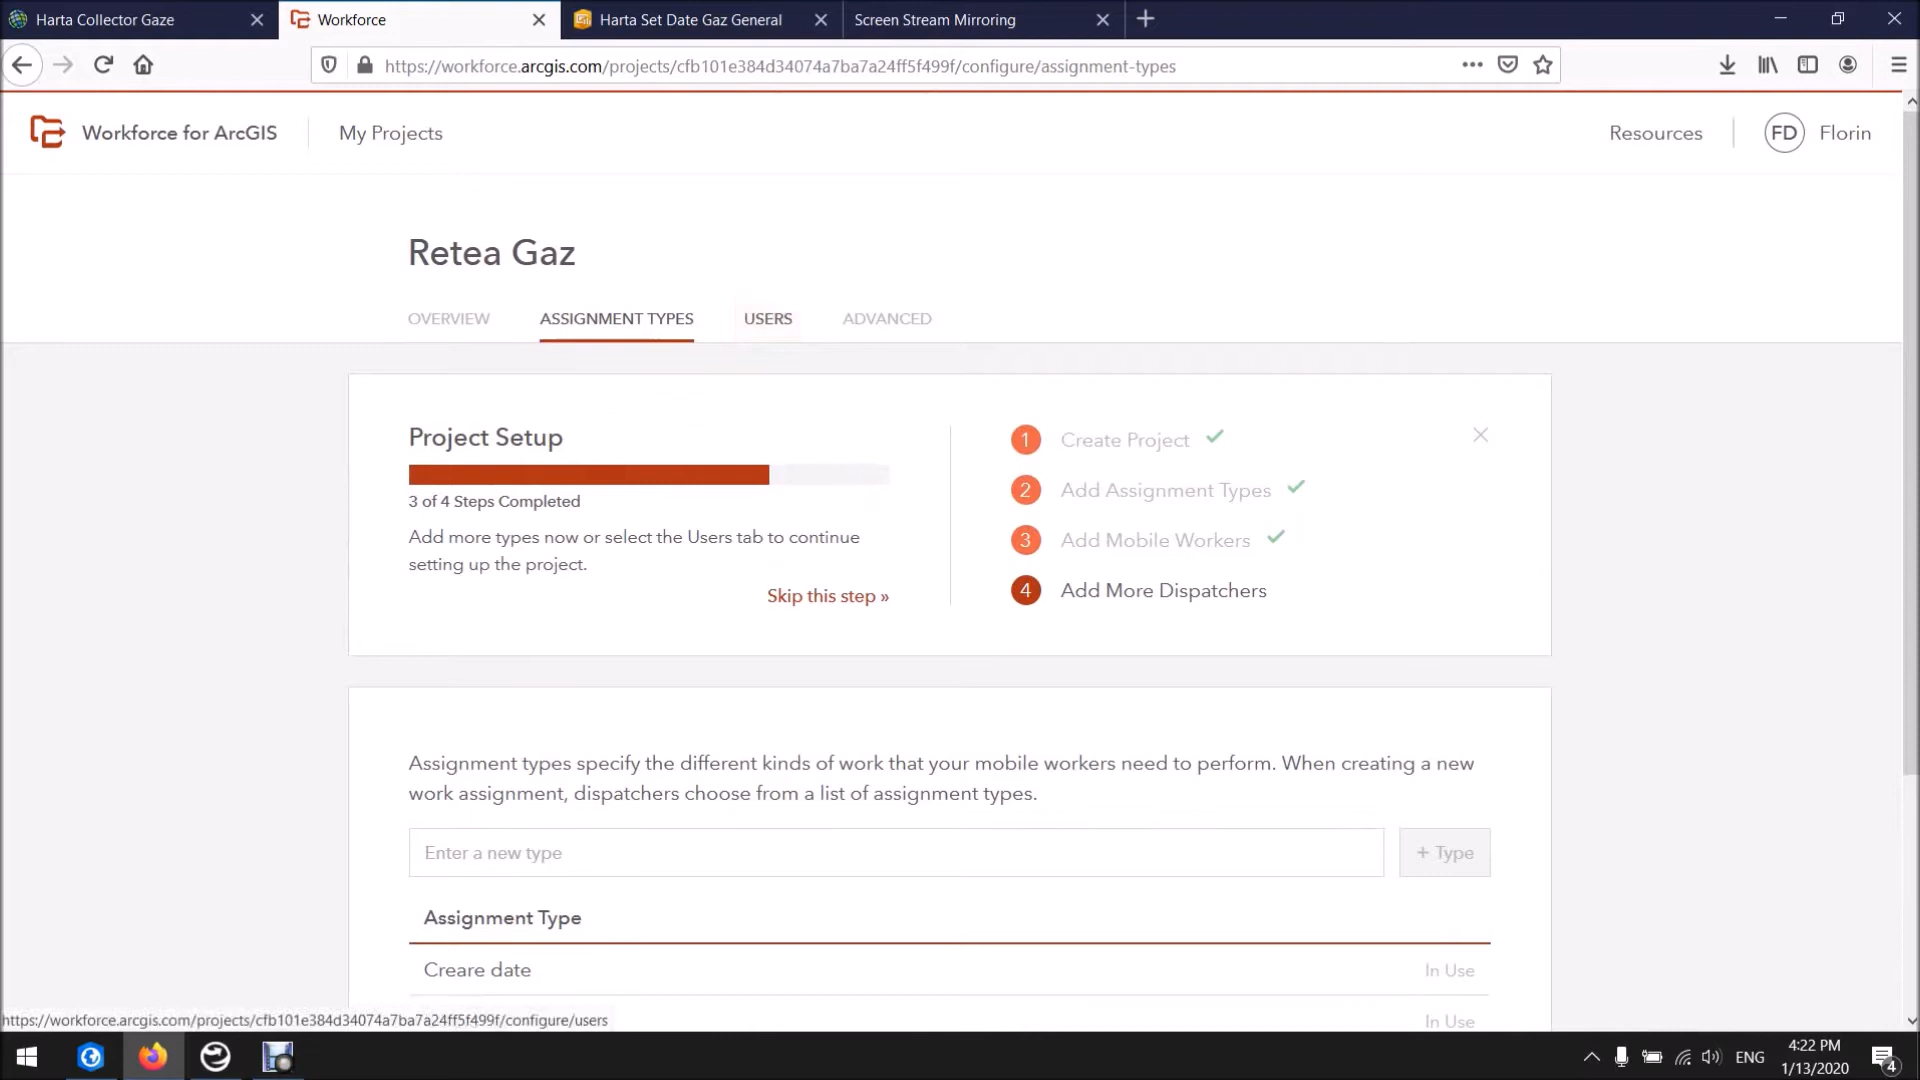 Harta Collector Gaze
Workforce
Harta Set Date Gaz General
Screen Stream Mirroring
https://workforce.arcgis.com/projects/cfb101e384d34074a7ba7a24ff5f499f/configure/assignment-types
Workforce for ArcGIS
My Projects
Resources
FD
Florin
Retea Gaz
OVERVIEW
ASSIGNMENT TYPES
USERS
ADVANCED
Project Setup
3 of 4 Steps Completed
Add more types now or select the Users tab to continue
setting up the project.
Skip this step »
1 Create Project
2 Add Assignment Types
3 Add Mobile Workers
4 Add More Dispatchers
Assignment types specify the different kinds of work that your mobile workers need to perform. When creating a new
work assignment, dispatchers choose from a list of assignment types.
Enter a new type
+ Type
Assignment Type
Creare date
In Use
In Use
https://workforce.arcgis.com/projects/cfb101e384d34074a7ba7a24ff5f499f/configure/users
ENG
4:22 PM
1/13/2020
4